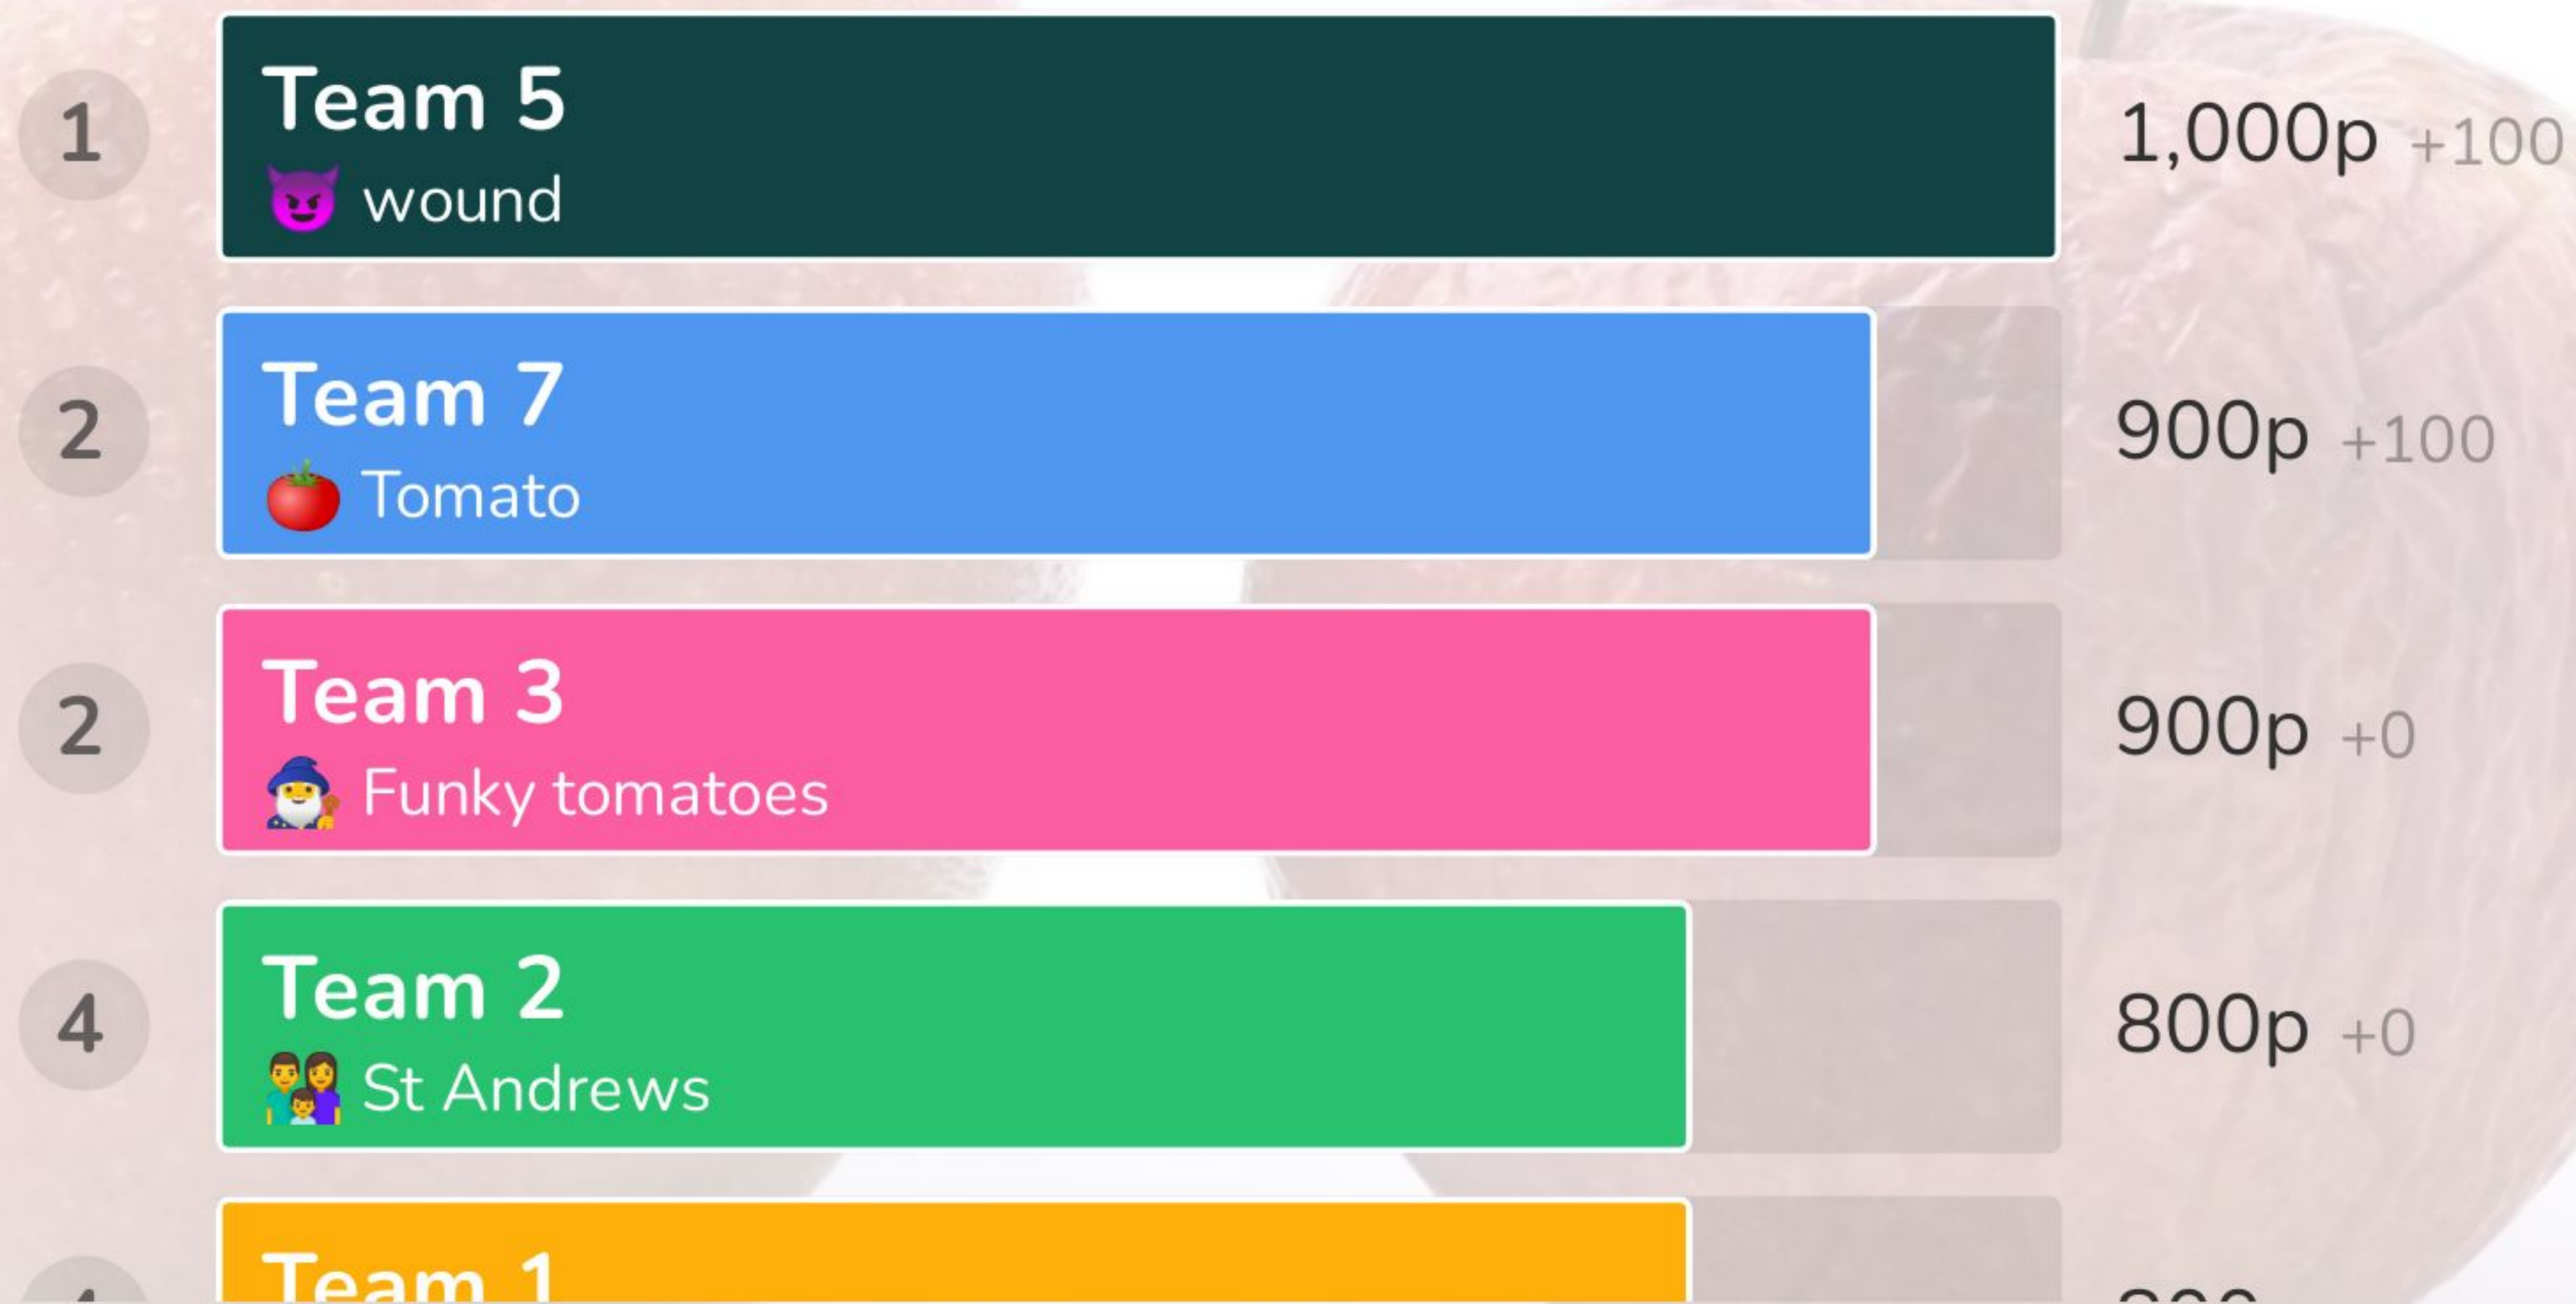 1
Team 5
wound
1,000p +100
2
Team 7
Tomato
900p +100
2
Team 3
Funky tomatoes
900p +0
4
Team 2
St Andrews
800p +0
Team 1